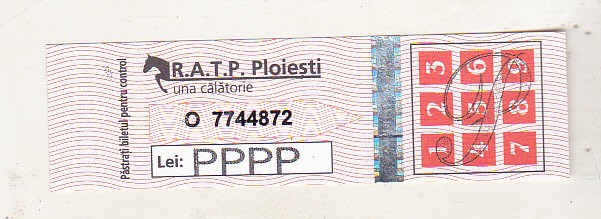 Păstrați biletul pentru control
R.A.T.P. Ploiești
una călătorie
O 7744872
Lei: PPPP
3 6 9
2 5 8
1 4 7
P